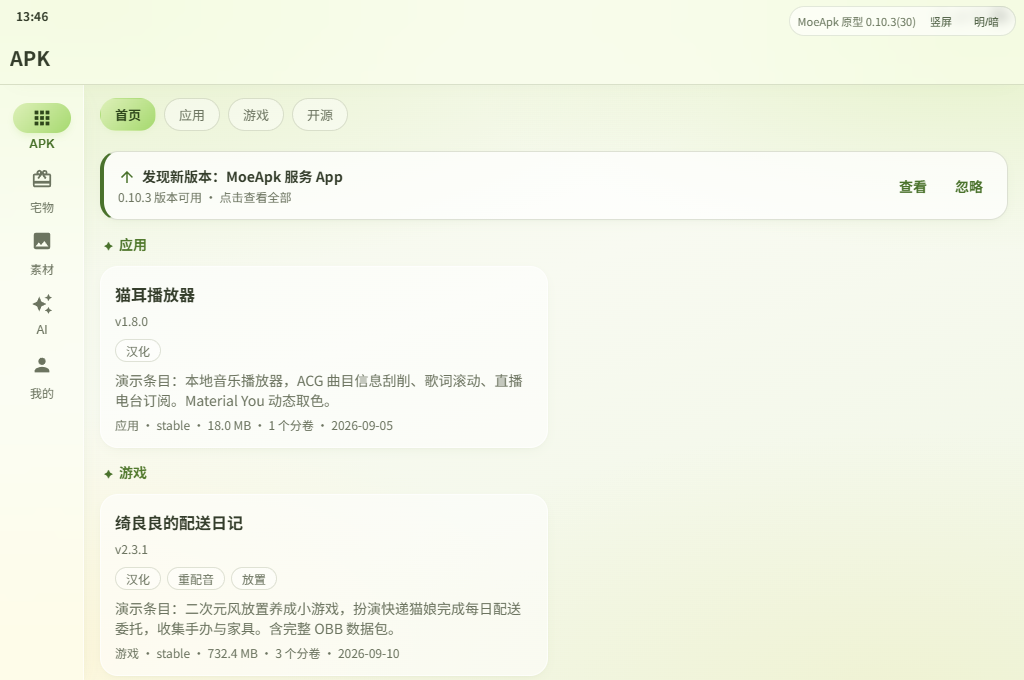 13:46
MoeApk 原型 0.10.3(30) 竖屏 明/暗
APK
APK
宅物
素材
AI
我的
首页 应用 游戏 开源
发现新版本：MoeApk 服务 App
0.10.3 版本可用 · 点击查看全部
查看 忽略
✦ 应用
猫耳播放器
v1.8.0
汉化
演示条目：本地音乐播放器，ACG 曲目信息刮削、歌词滚动、直播
电台订阅。Material You 动态取色。
应用 · stable · 18.0 MB · 1 个分卷 · 2026-09-05
✦ 游戏
绮良良的配送日记
v2.3.1
汉化 重配音 放置
演示条目：二次元风放置养成小游戏，扮演快递猫娘完成每日配送
委托，收集手办与家具。含完整 OBB 数据包。
游戏 · stable · 732.4 MB · 3 个分卷 · 2026-09-10